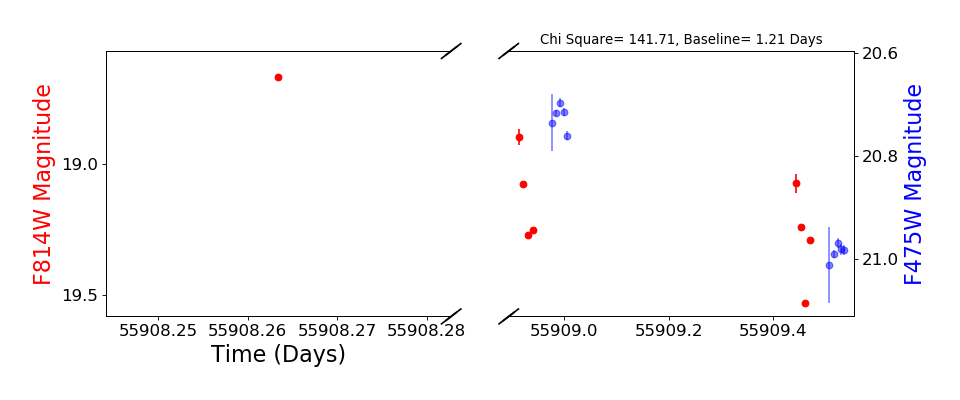 Chi Square= 141.71, Baseline= 1.21 Days
F814W Magnitude
19.0
19.5
20.6
20.8
21.0
F475W Magnitude
55908.25 55908.26 55908.27 55908.28 55909.0 55909.2 55909.4
Time (Days)